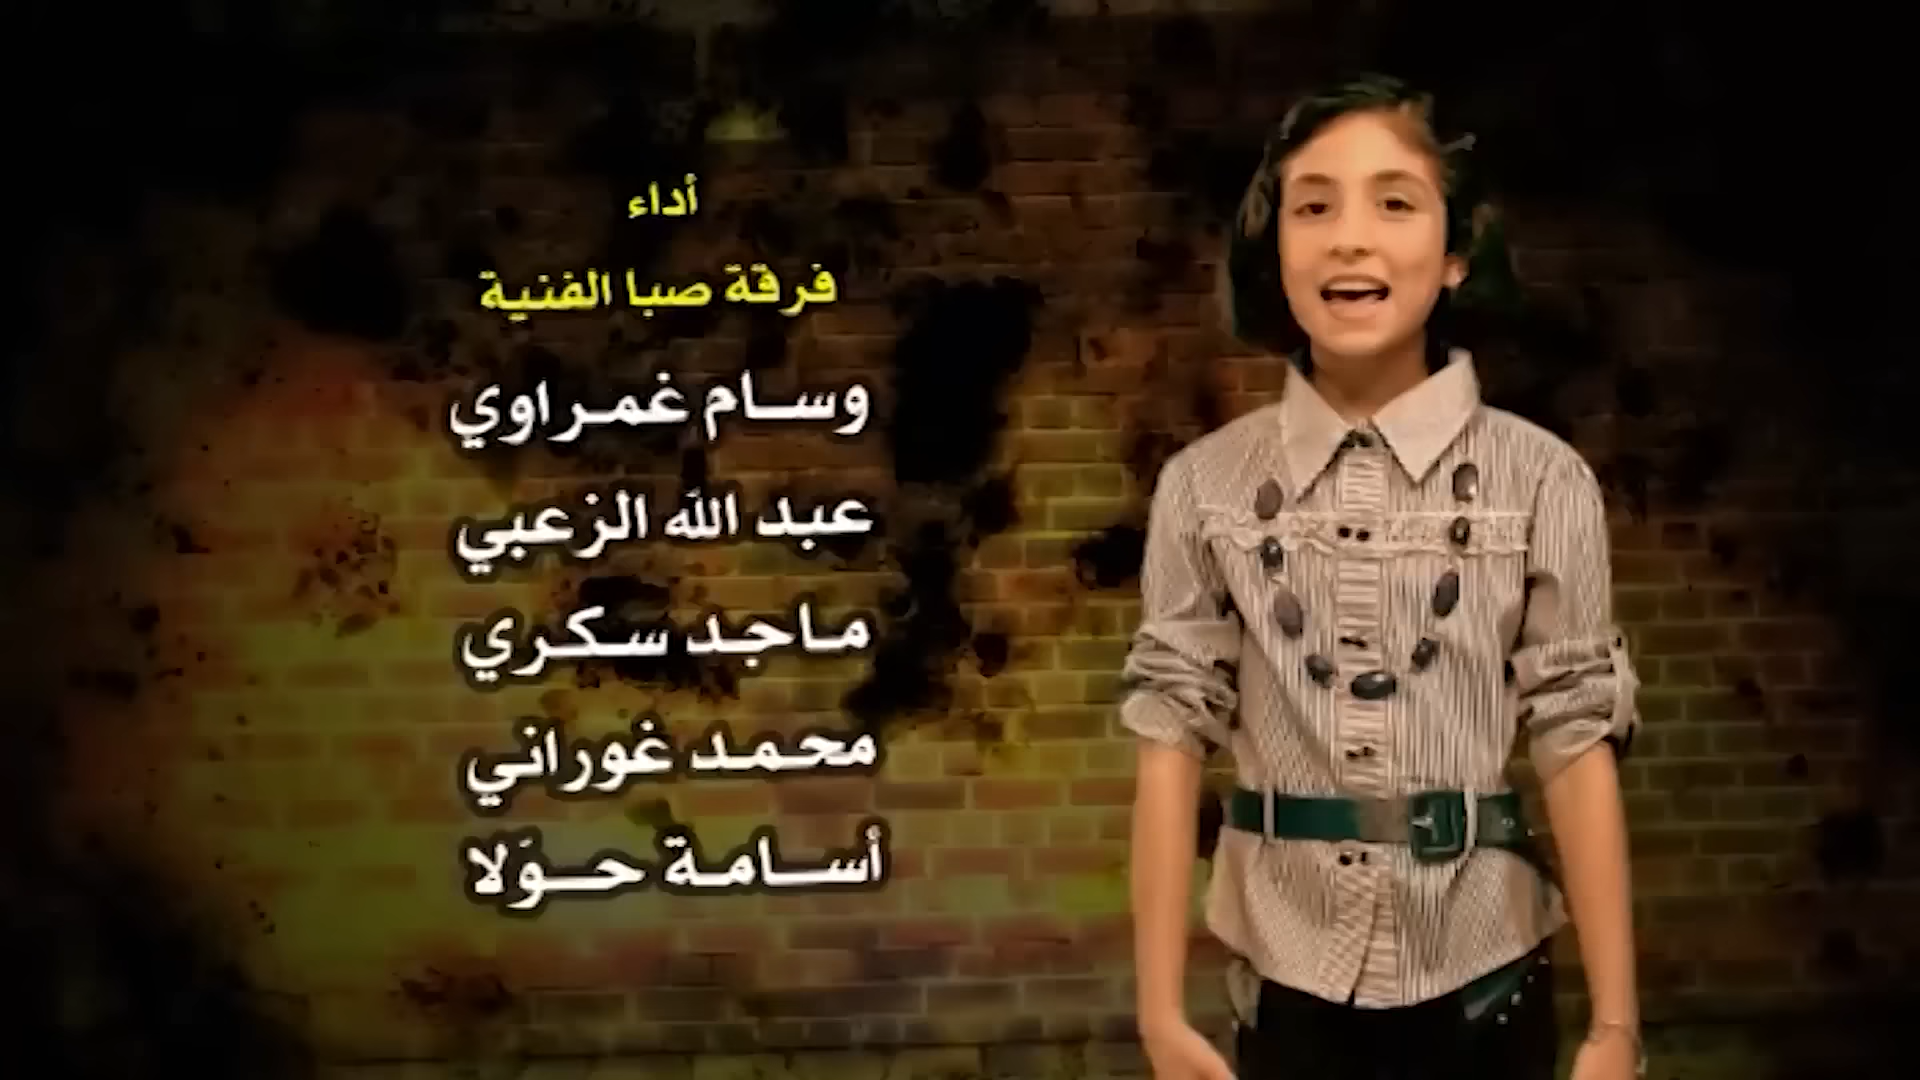 أداء
فرقة صبا الفنية
وسام غمراوي
عبد الله الزعبي
ماجد سكري
محمد غوراني
أسامة حوَلا